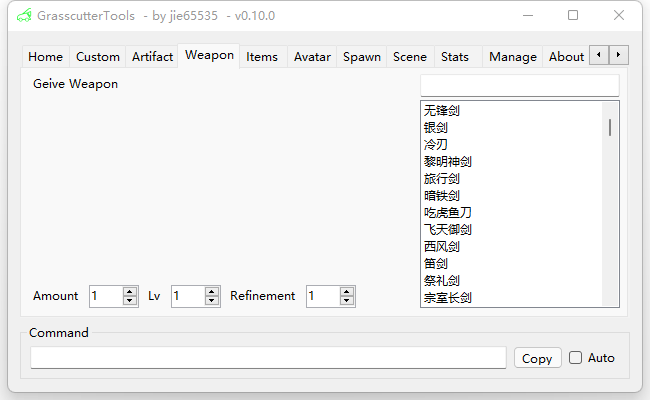 GrasscutterTools - by jie65535 - v0.10.0
Home Custom Artifact Weapon Items Avatar Spawn Scene Stats Manage About
Geive Weapon
无锋剑
银剑
冷刃
黎明神剑
旅行剑
暗铁剑
吃虎鱼刀
飞天御剑
西风剑
笛剑
祭礼剑
宗室长剑
Amount 1 Lv 1 Refinement 1
Command
Copy Auto